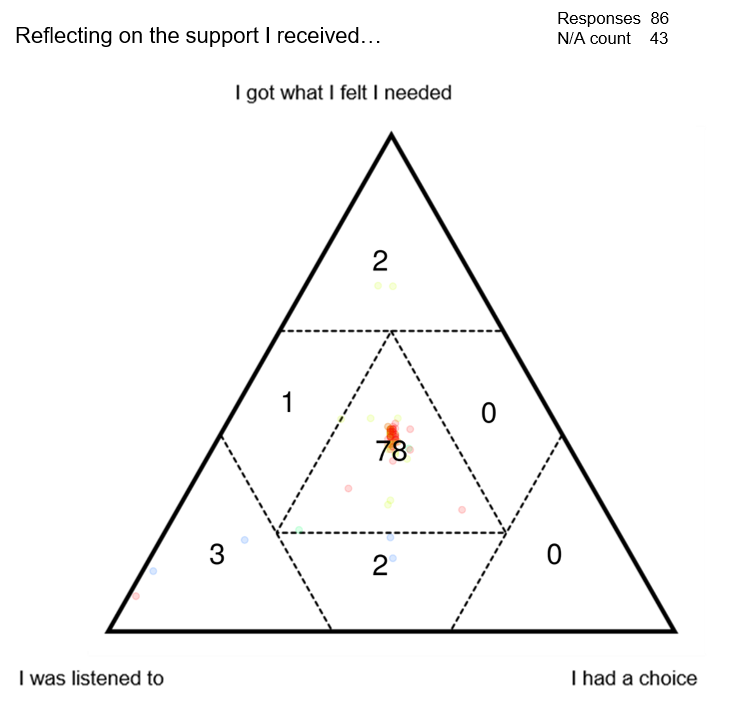 Reflecting on the support I received…
Responses 86
N/A count 43
I got what I felt I needed
2
1
0
78
3
2
0
I was listened to
I had a choice